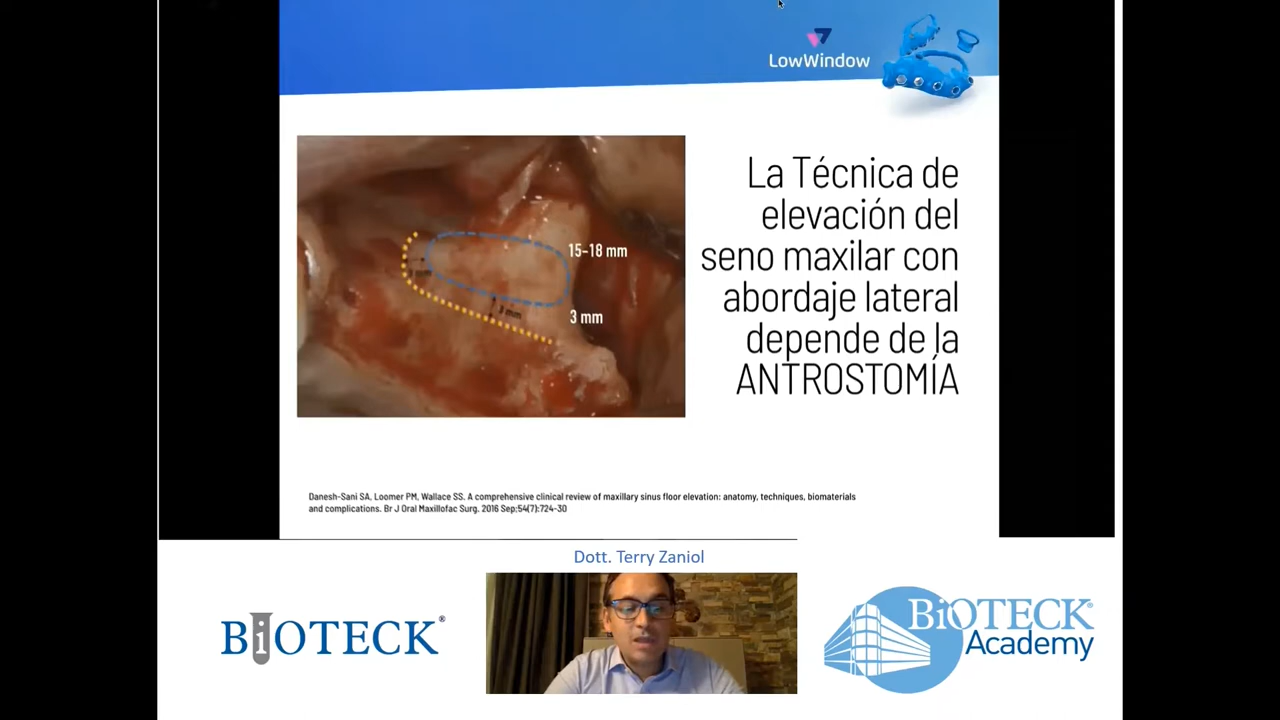 LowWindow
La Técnica de
elevación del
seno maxilar con
abordaje lateral
depende de la
ANTROSTOMÍA
15-18 mm
3 mm
3 mm
Danesh-Sani SA, Loomer PM, Wallace SS. A comprehensive clinical review of maxillary sinus floor elevation: anatomy, techniques, biomaterials
and complications. Br J Oral Maxillofac Surg. 2016 Sep;54(7):724-30
Dott. Terry Zaniol
BiOTECK®
BiOTECK®
Academy